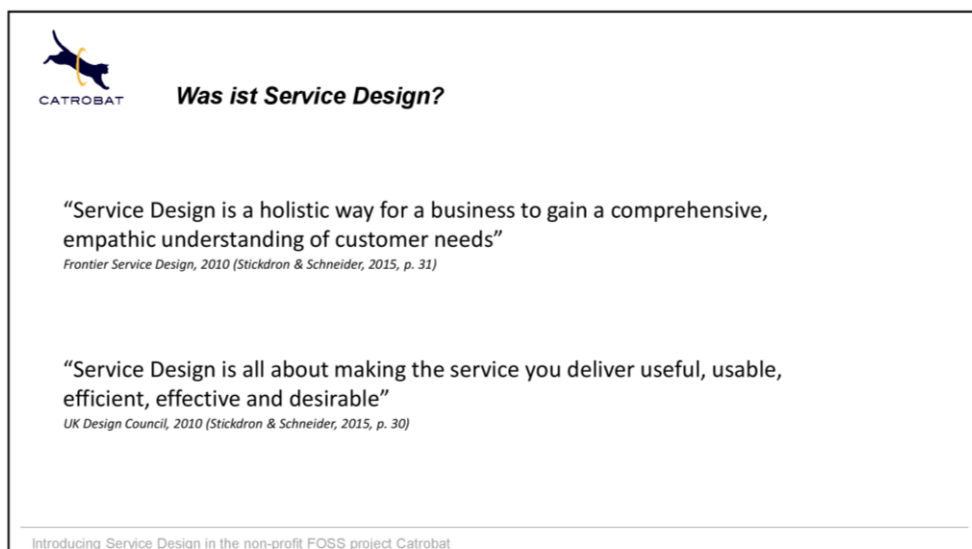 CATROBAT
Was ist Service Design?
“Service Design is a holistic way for a business to gain a comprehensive,
empathic understanding of customer needs”
Frontier Service Design, 2010 (Stickdron & Schneider, 2015, p. 31)
“Service Design is all about making the service you deliver useful, usable,
efficient, effective and desirable”
UK Design Council, 2010 (Stickdron & Schneider, 2015, p. 30)
Introducing Service Design in the non-profit FOSS project Catrobat